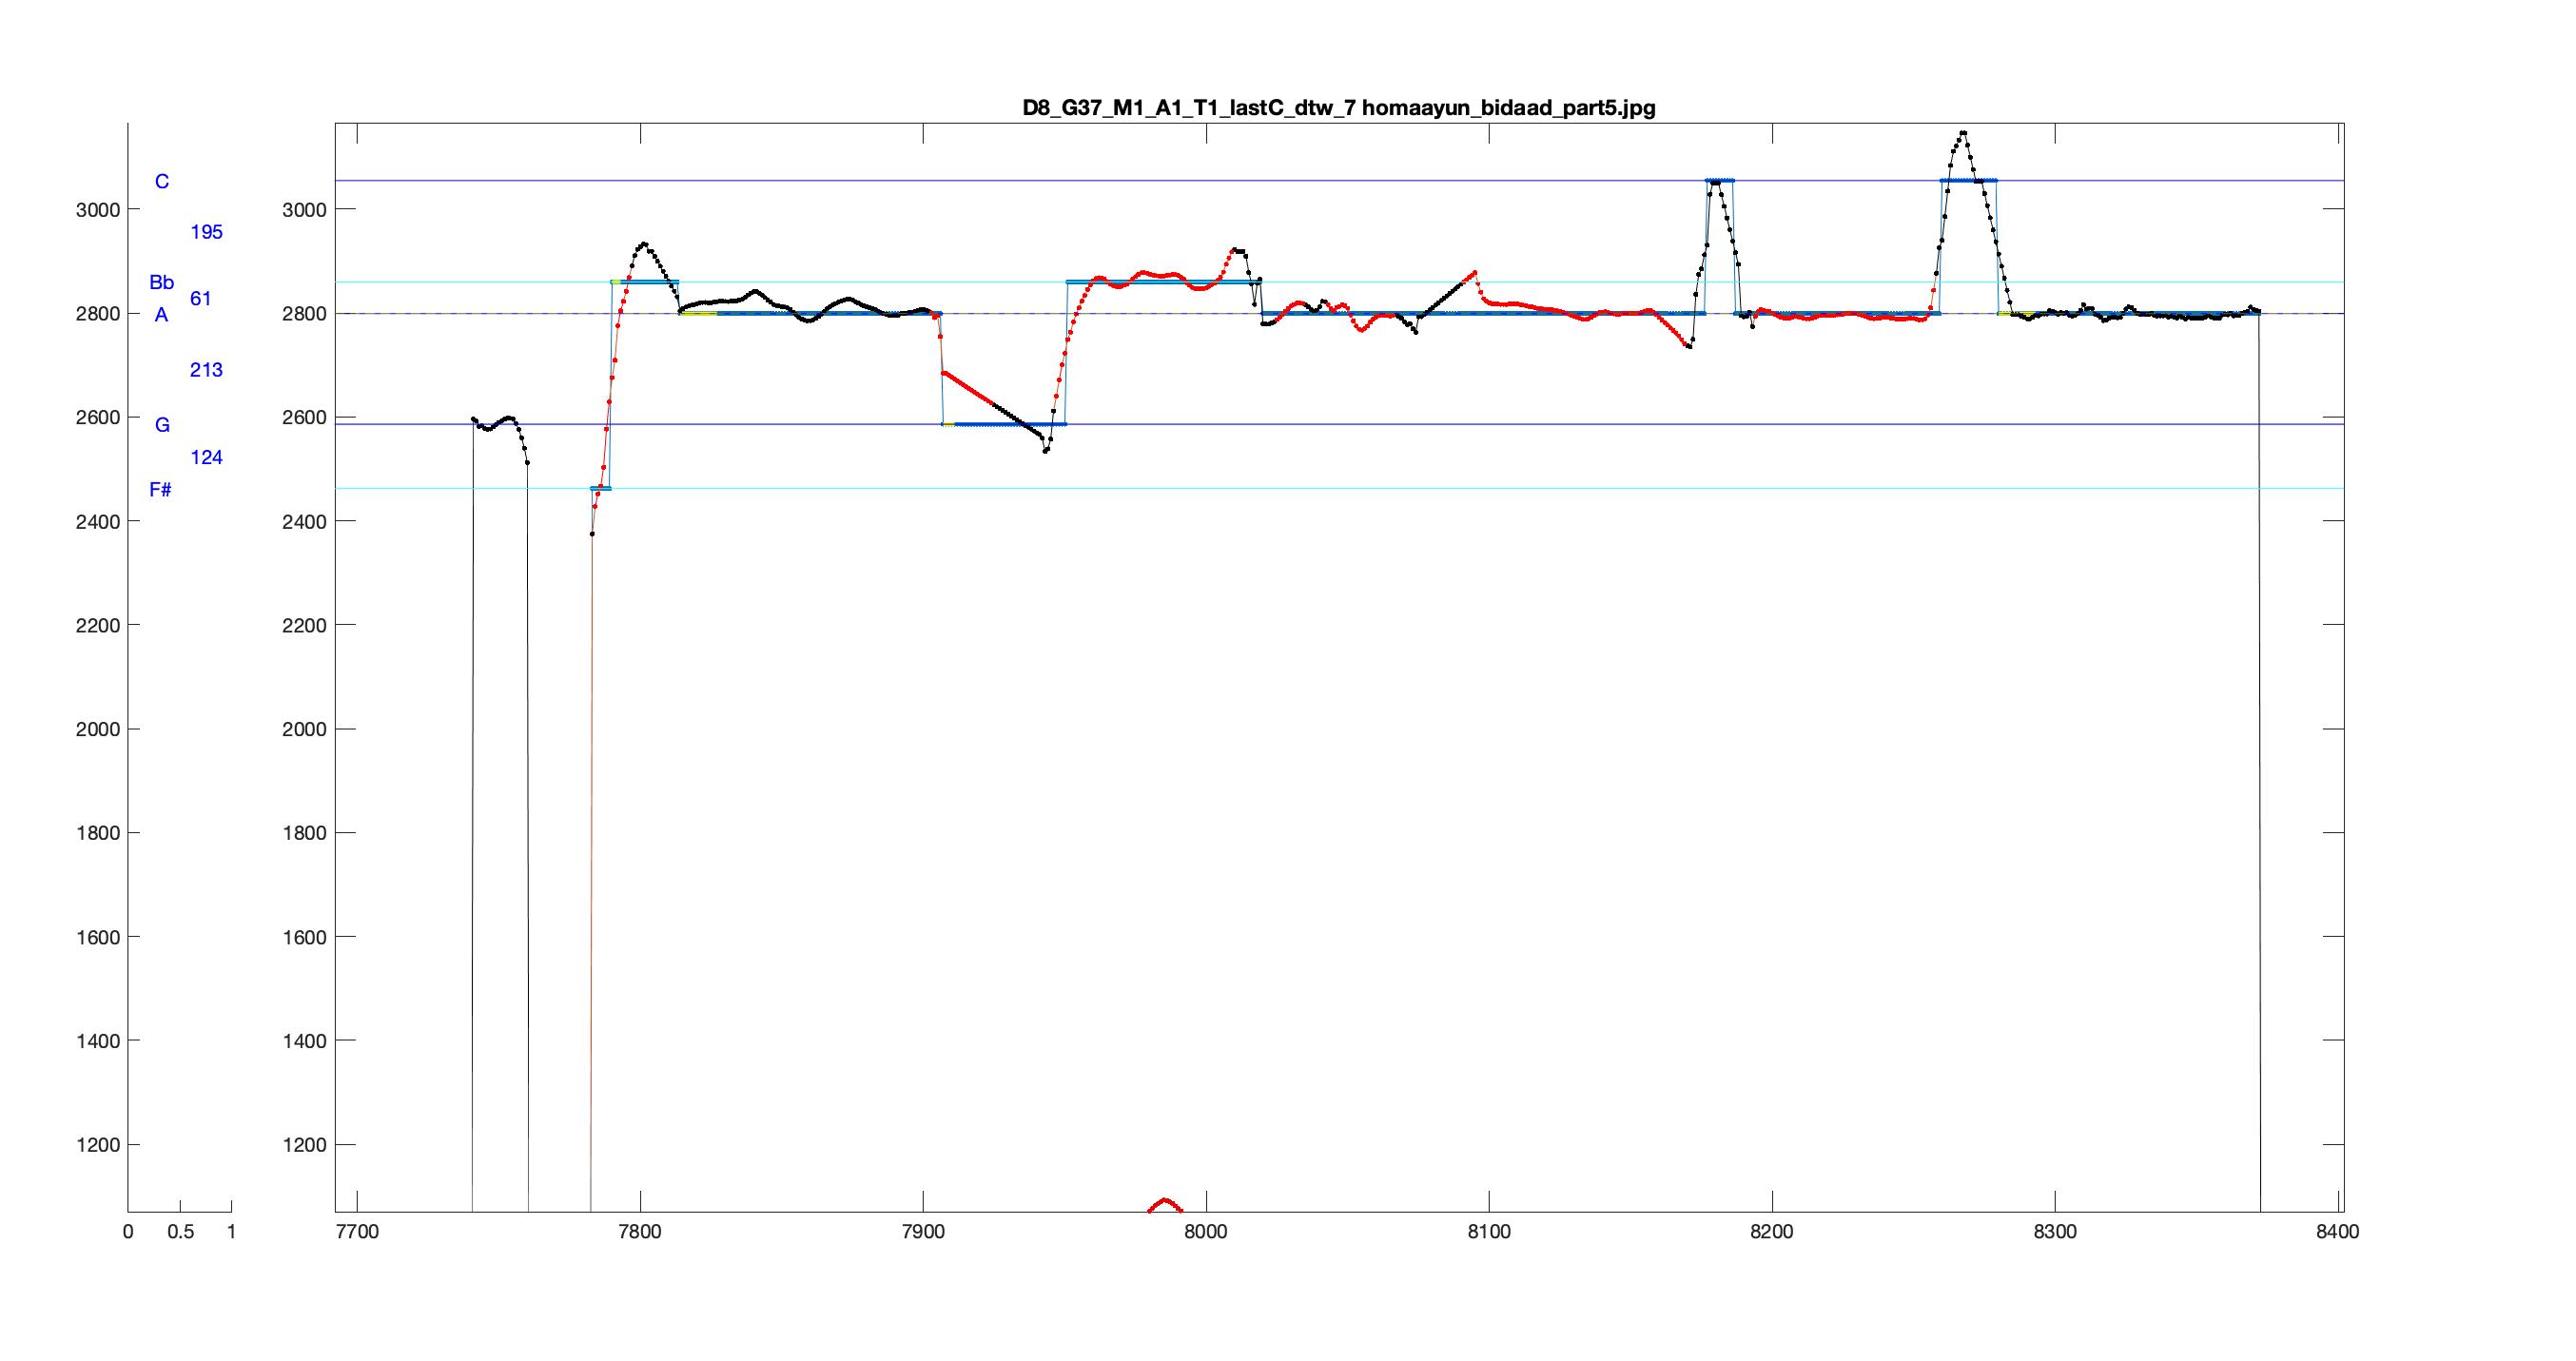 D8_G37_M1_A1_T1_lastC_dtw_7 homaayun_bidaad_part5.jpg
C
3000 195 3000
Bb
61
2800 A 2800
213
2600 G 2600
124
F#
2400 2400
2200 2200
2000 2000
1800 1800
1600 1600
1400 1400
1200 1200
0 0.5 1 7700 7800 7900 8000 8100 8200 8300 8400